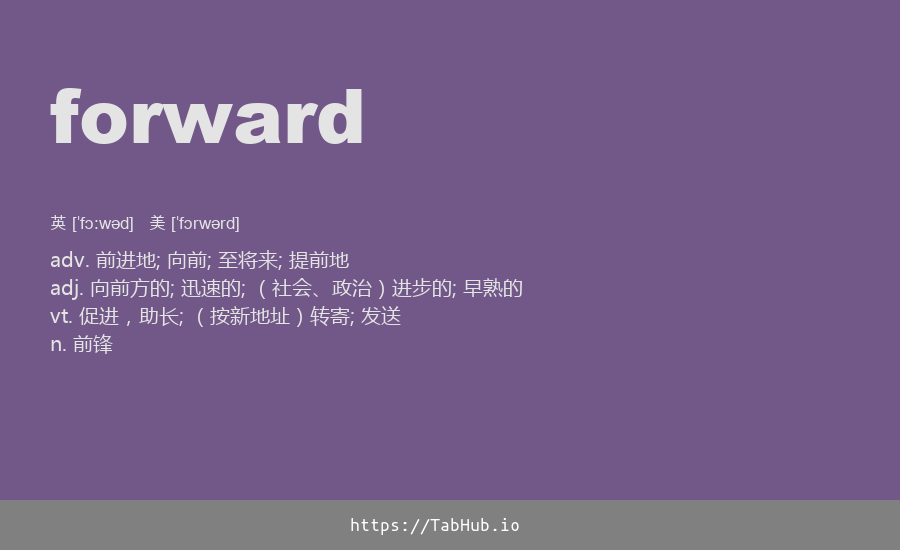 forward
英 ['fɔːwəd] 美 ['fɔrwərd]
adv. 前进地; 向前; 至将来; 提前地
adj. 向前方的; 迅速的; （社会、政治）进步的; 早熟的
vt. 促进，助长; （按新地址）转寄; 发送
n. 前锋
https://TabHub.io